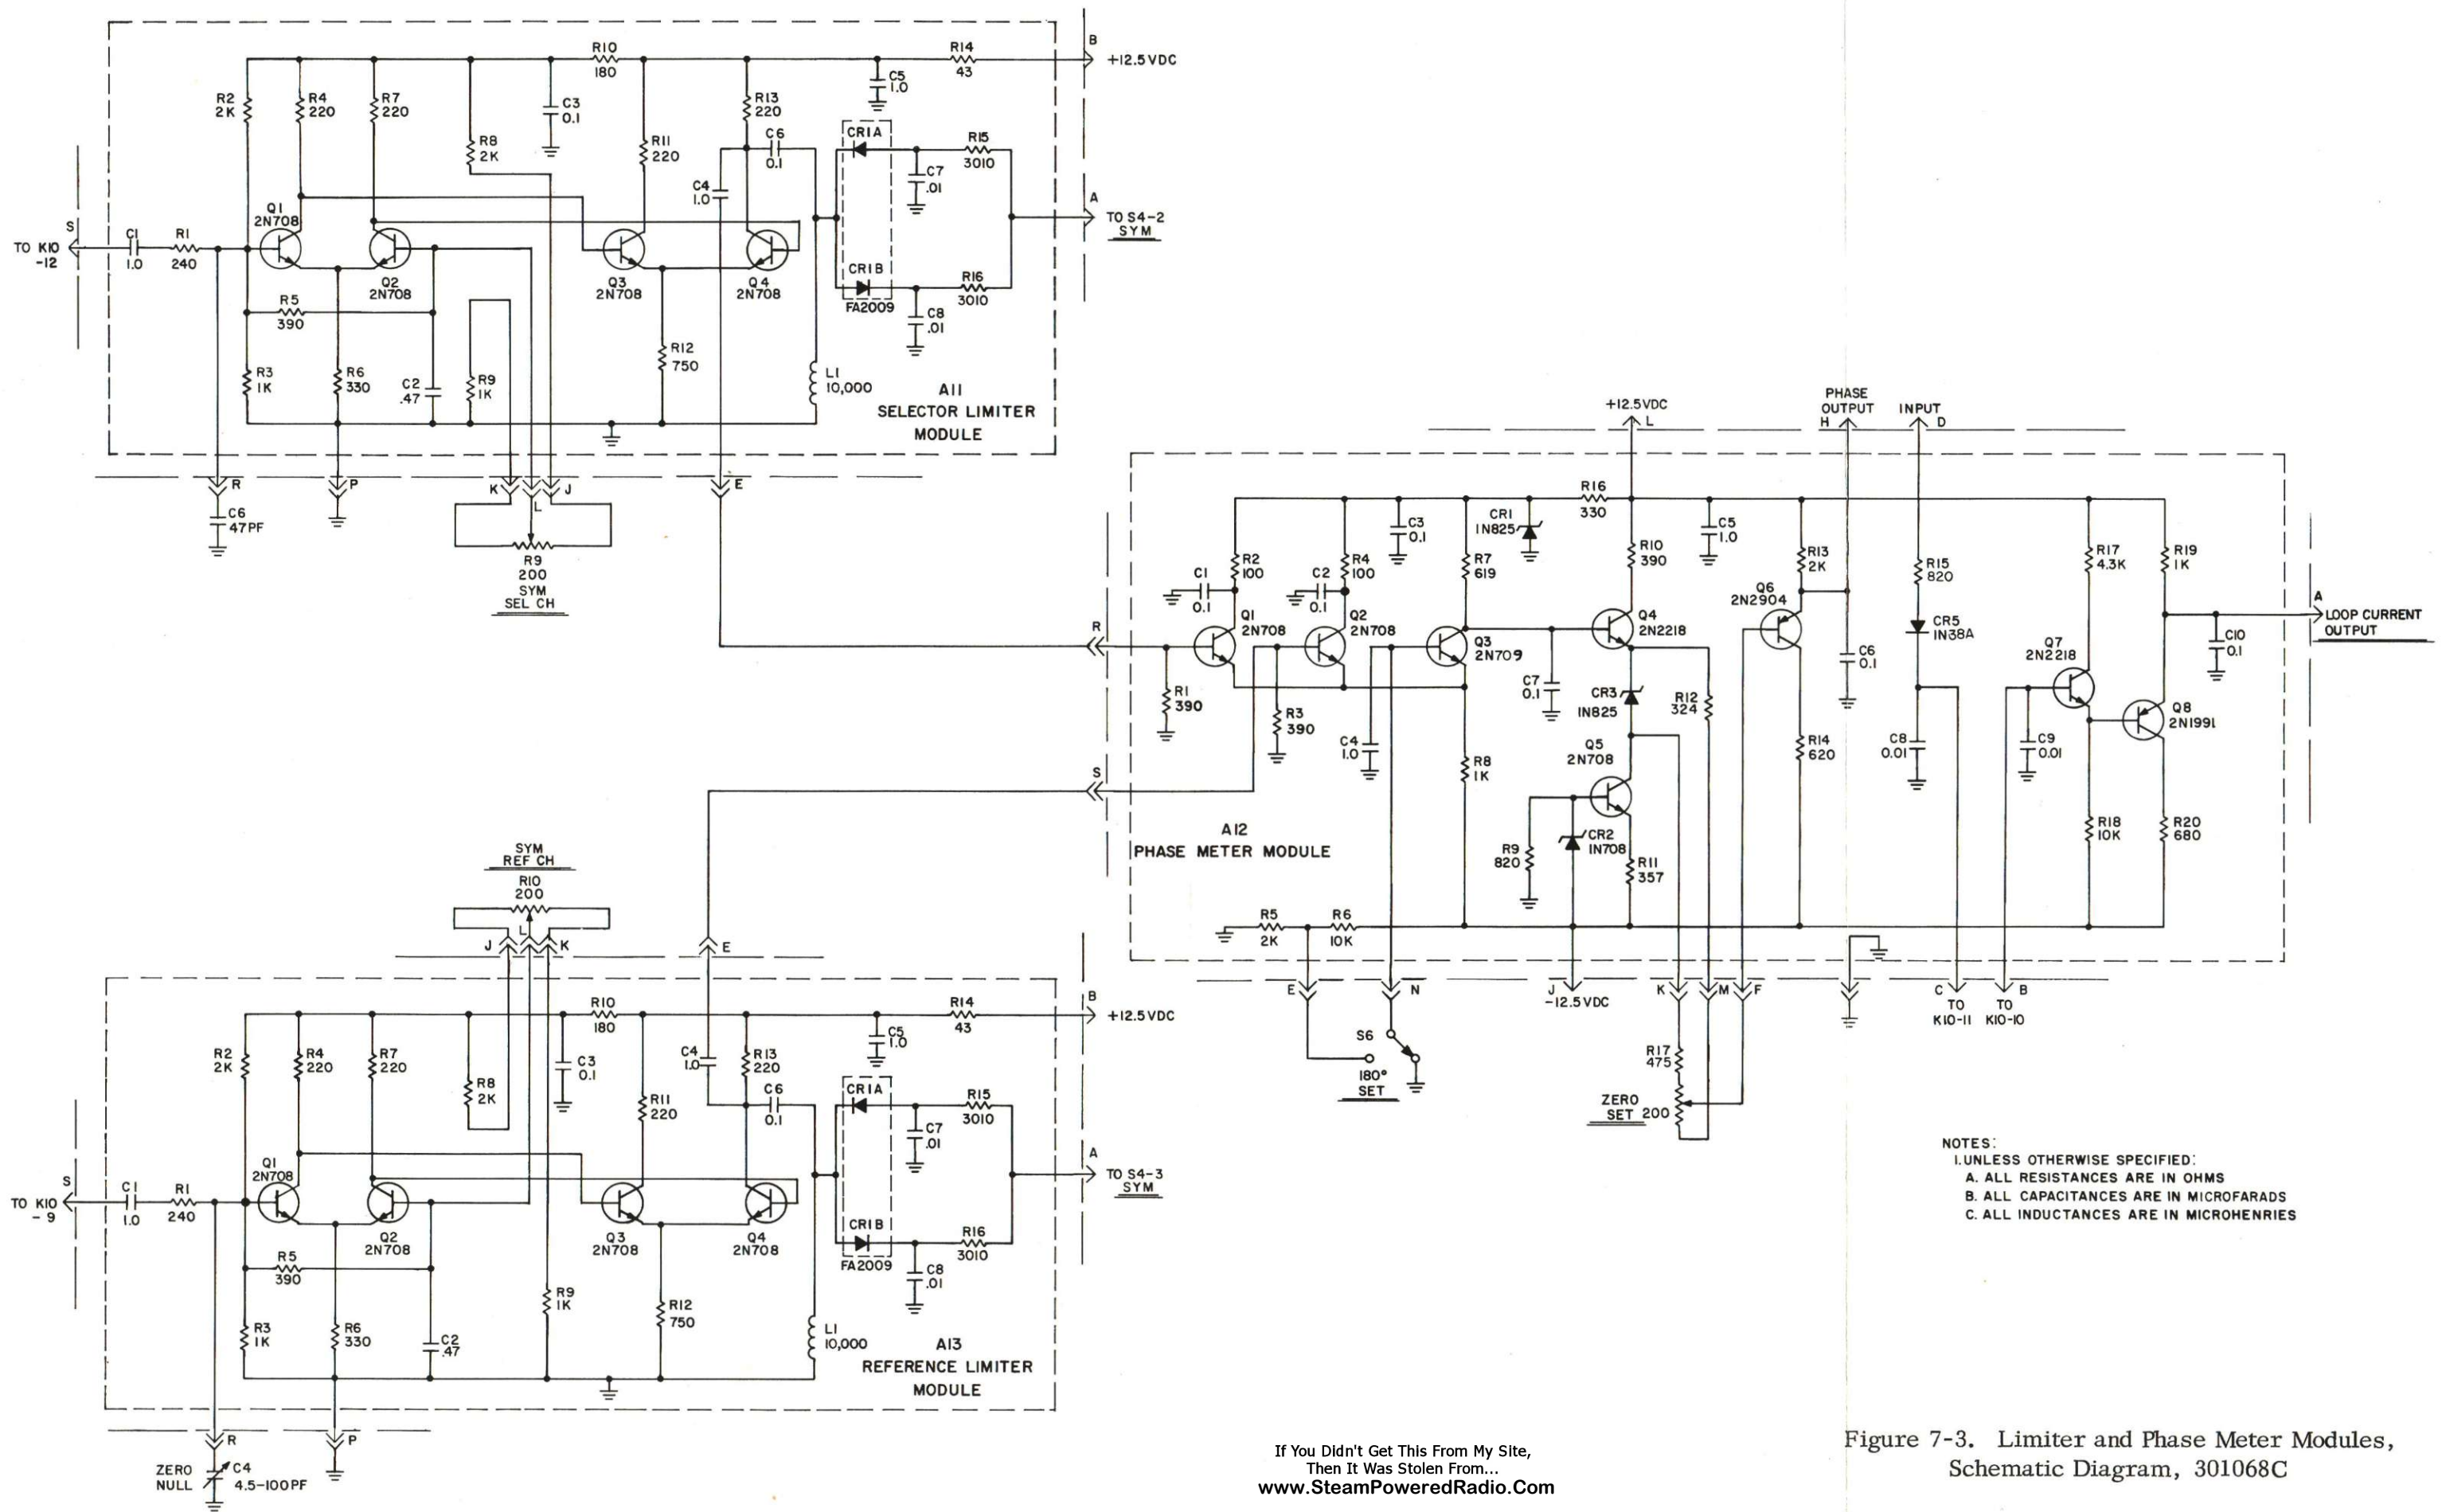 B
+12.5VDC
R10
180
R14
43
R2
2K
R4
220
R7
220
R8
2K
C3
0.1
R11
220
R13
220
C6
0.1
C5
1.0
CR1A
C7
.01
R15
3010
C4
1.0
A
TO S4-2
SYM
S
TO K10
-12
C1
1.0
R1
240
Q1
2N708
Q2
2N708
Q3
2N708
Q4
2N708
CR1B
FA2009
R16
3010
C8
.01
R5
390
R3
1K
R6
330
C2
.47
R9
1K
R12
750
L1
10,000
A11
SELECTOR LIMITER
MODULE
R
P
K
L
J
E
C6
47PF
R9
200
SYM
SEL CH
+12.5VDC
L
PHASE
OUTPUT
H
INPUT
D
R16
330
C3
0.1
CR1
1N825
C5
1.0
R2
100
R4
100
R7
619
R10
390
R13
2K
R15
820
R17
4.3K
R19
1K
C1
0.1
C2
0.1
Q1
2N708
Q2
2N708
Q3
2N709
Q4
2N2218
Q6
2N2904
CR5
1N38A
A
LOOP CURRENT
OUTPUT
C10
0.1
R
R1
390
R3
390
C4
1.0
C7
0.1
CR3
1N825
R12
324
C6
0.1
Q7
2N2218
Q8
2N1991
R8
1K
Q5
2N708
R14
620
C8
0.01
C9
0.01
S
A12
PHASE METER MODULE
R9
820
CR2
1N708
R11
357
R18
10K
R20
680
R5
2K
R6
10K
E
N
J
-12.5VDC
K
M
F
C
TO
K10-11
B
TO
K10-10
S6
180°
SET
R17
475
ZERO
SET 200
SYM
REF CH
R10
200
J
L
K
E
B
+12.5VDC
R10
180
R14
43
R2
2K
R4
220
R7
220
R8
2K
C3
0.1
C4
1.0
R11
220
R13
220
C6
0.1
C5
1.0
CR1A
C7
.01
R15
3010
A
TO S4-3
SYM
S
TO K10
-9
C1
1.0
R1
240
Q1
2N708
Q2
2N708
Q3
2N708
Q4
2N708
CR1B
FA2009
R16
3010
C8
.01
R5
390
R3
1K
R6
330
C2
.47
R9
1K
R12
750
L1
10,000
A13
REFERENCE LIMITER
MODULE
R
P
ZERO
NULL
C4
4.5-100PF
NOTES:
1. UNLESS OTHERWISE SPECIFIED:
A. ALL RESISTANCES ARE IN OHMS
B. ALL CAPACITANCES ARE IN MICROFARADS
C. ALL INDUCTANCES ARE IN MICROHENRIES
If You Didn't Get This From My Site,
Then It Was Stolen From...
www.SteamPoweredRadio.Com
Figure 7-3. Limiter and Phase Meter Modules,
Schematic Diagram, 301068C